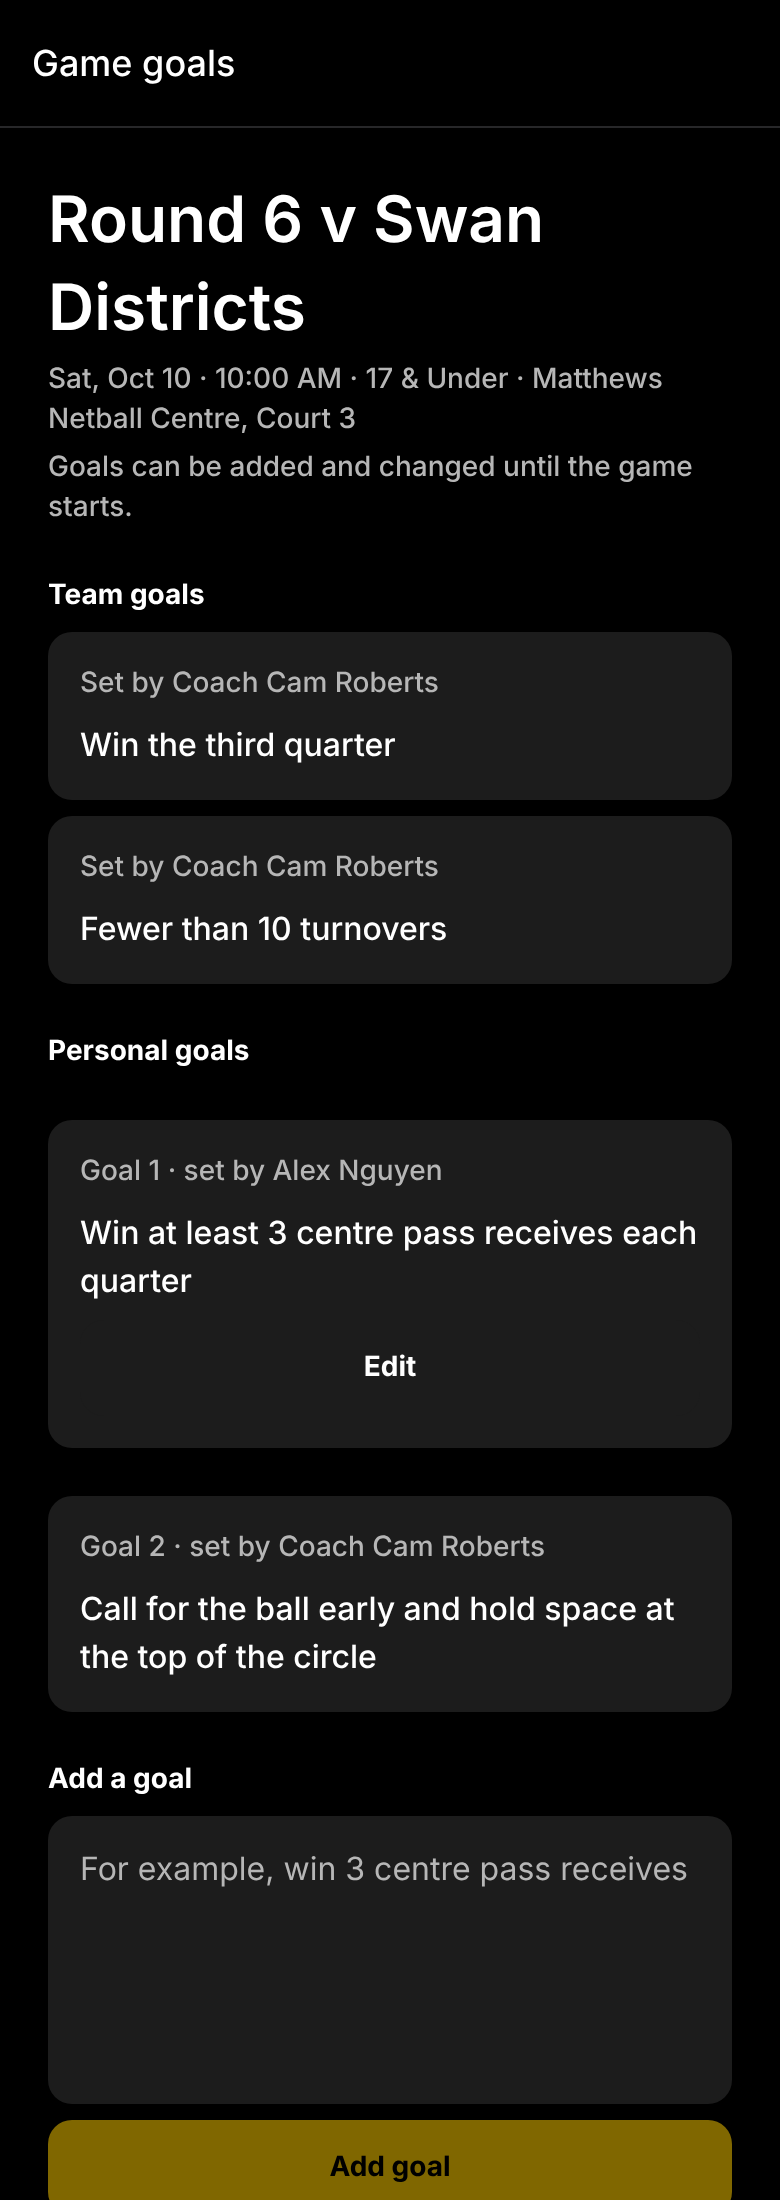 Game goals
Round 6 v Swan
Districts
Sat, Oct 10 · 10:00 AM · 17 & Under · Matthews
Netball Centre, Court 3
Goals can be added and changed until the game
starts.
Team goals
Set by Coach Cam Roberts
Win the third quarter
Set by Coach Cam Roberts
Fewer than 10 turnovers
Personal goals
Goal 1 · set by Alex Nguyen
Win at least 3 centre pass receives each
quarter
Edit
Goal 2 · set by Coach Cam Roberts
Call for the ball early and hold space at
the top of the circle
Add a goal
For example, win 3 centre pass receives
Add goal